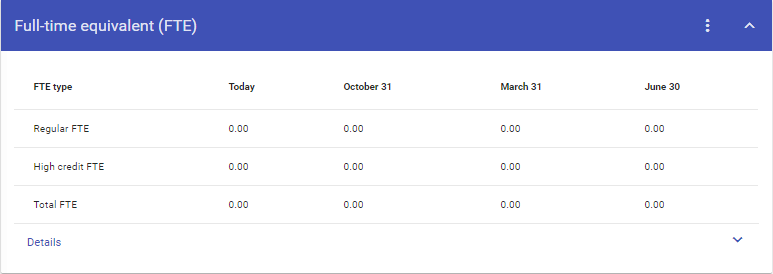 Full-time equivalent (FTE)
FTE type Today October 31 March 31 June 30
Regular FTE 0.00 0.00 0.00 0.00
High credit FTE 0.00 0.00 0.00 0.00
Total FTE 0.00 0.00 0.00 0.00
Details